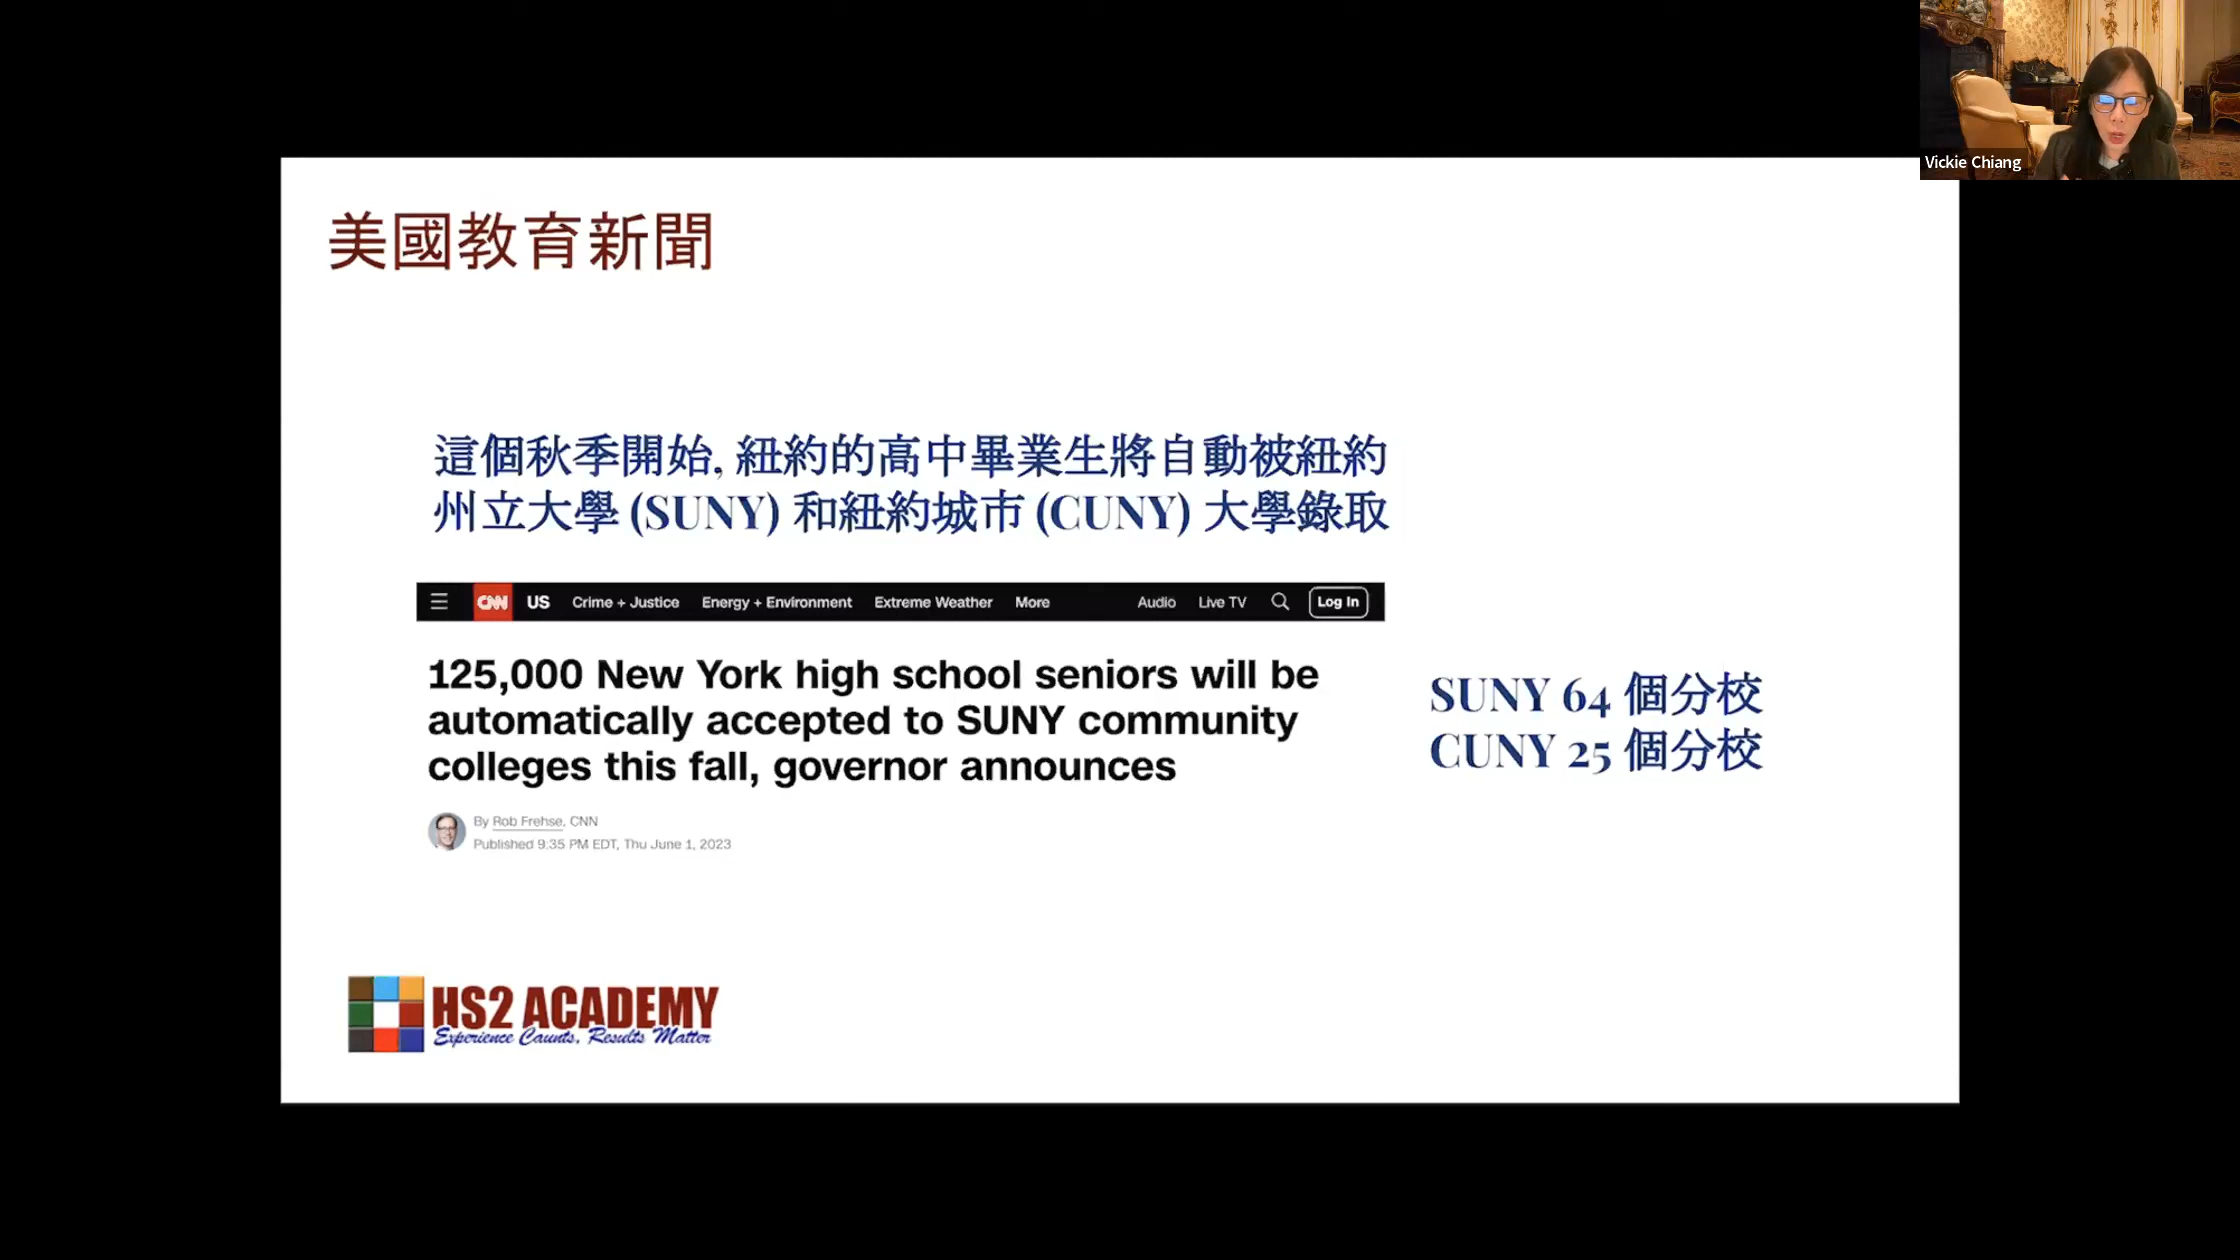 美國教育新聞
Vickie Chiang
這個秋季開始, 紐約的高中畢業生將自動被紐約
州立大學 (SUNY) 和紐約城市 (CUNY) 大學錄取
CNN US Crime + Justice Energy + Environment Extreme Weather More Audio Live TV Log In
125,000 New York high school seniors will be
automatically accepted to SUNY community
colleges this fall, governor announces
By Rob Frehse, CNN
Published 9:35 PM EDT, Thu June 1, 2023
SUNY 64 個分校
CUNY 25 個分校
HS2 ACADEMY
Experience Counts, Results Matter